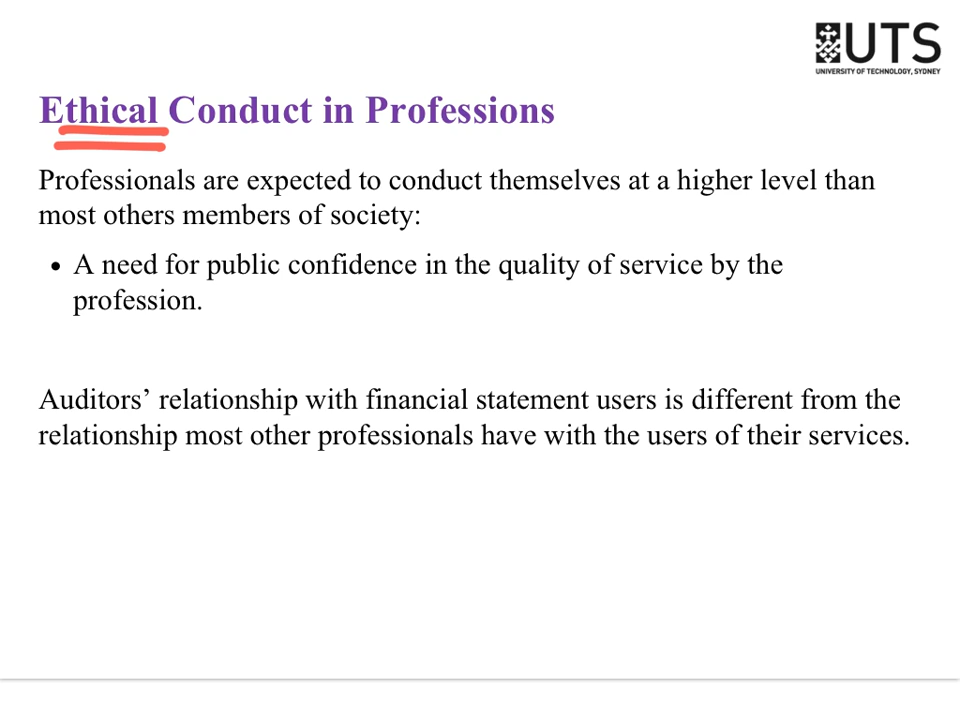 UTS
UNIVERSITY OF TECHNOLOGY, SYDNEY
Ethical Conduct in Professions
Professionals are expected to conduct themselves at a higher level than
most others members of society:
• A need for public confidence in the quality of service by the
profession.
Auditors’ relationship with financial statement users is different from the
relationship most other professionals have with the users of their services.